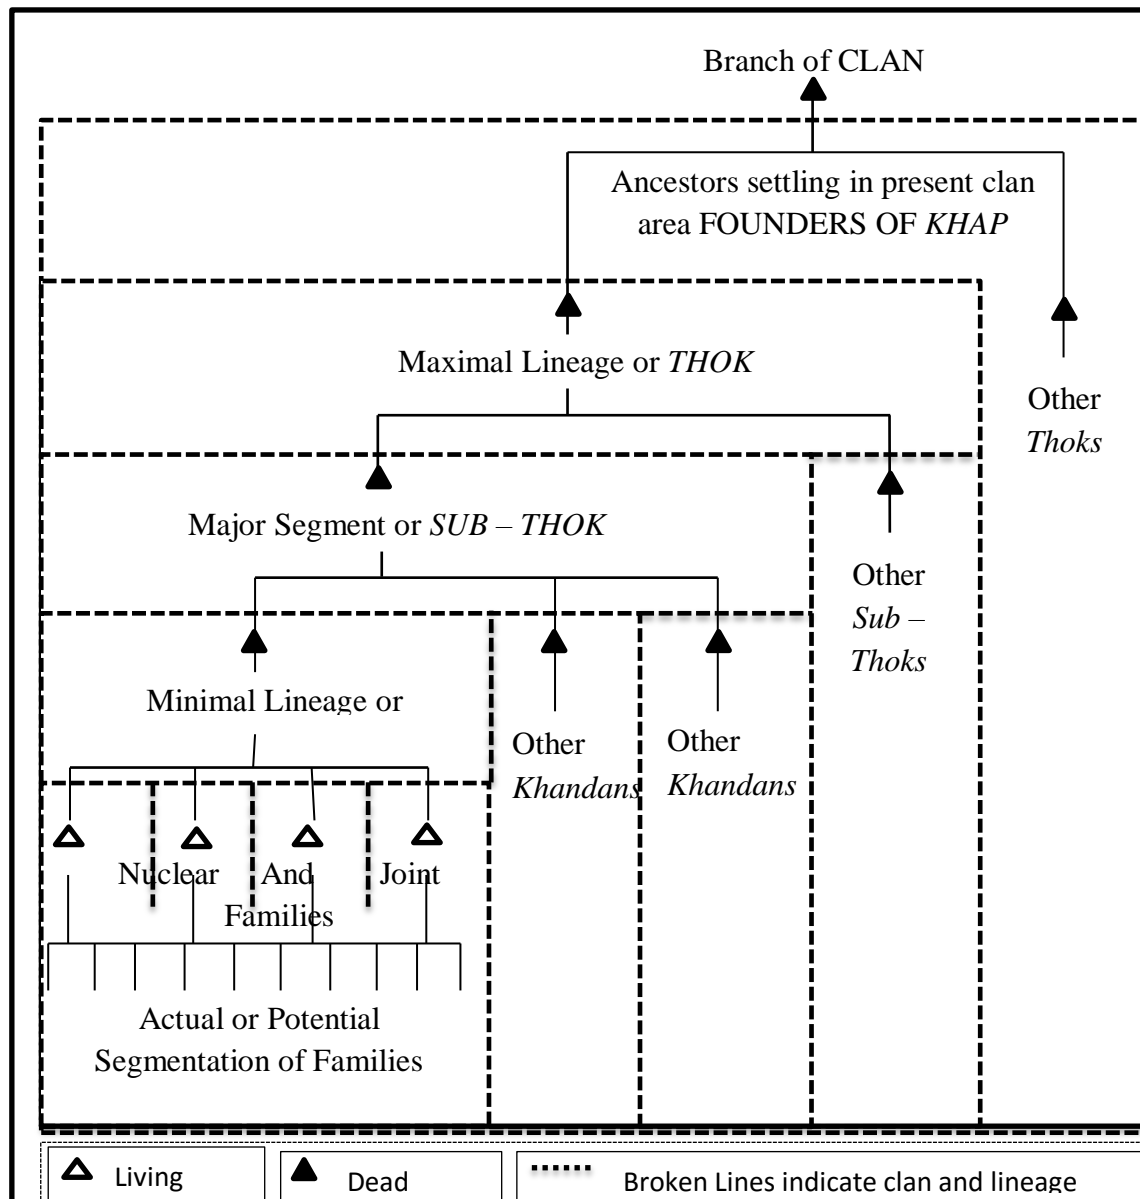 Branch of CLAN
Ancestors settling in present clan
area FOUNDERS OF KHAP
Maximal Lineage or THOK
Other
Thoks
Major Segment or SUB – THOK
Other
Sub –
Thoks
Minimal Lineage or
Other
Khandans
Other
Khandans
Nuclear And Joint
Families
Actual or Potential
Segmentation of Families
Living
Dead
Broken Lines indicate clan and lineage